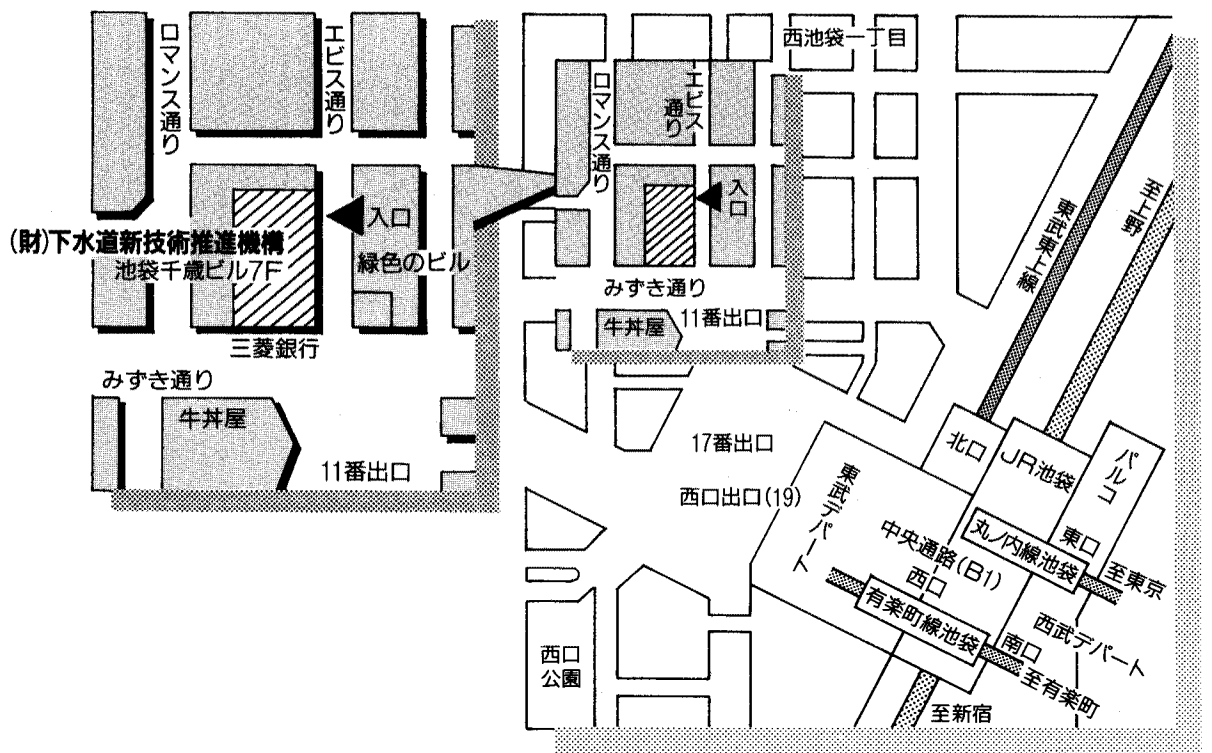 ロマンス通り
エビス通り
入口
(財)下水道新技術推進機構
池袋千歳ビル7F
緑色のビル
三菱銀行
みずき通り
牛丼屋
11番出口
西池袋一丁目
ロマンス通り
エビス
通り
入口
みずき通り
牛丼屋
11番出口
東武東上線
至上野
17番出口
西口出口(19)
東武デパート
北口
JR池袋
パルコ
中央通路(B1)
西口
丸ノ内線池袋
東口
至東京
有楽町線池袋
南口
西武デパート
至有楽町
至新宿
西口
公園